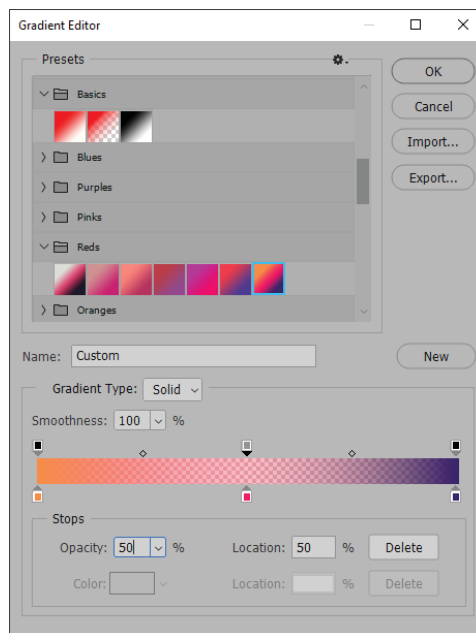 Gradient Editor
Presets
OK
Basics
Cancel
Import...
Blues
Export...
Purples
Pinks
Reds
Oranges
Name: Custom
New
Gradient Type: Solid
Smoothness: 100 %
Stops
Opacity: 50 % Location: 50 % Delete
Color: Location: % Delete